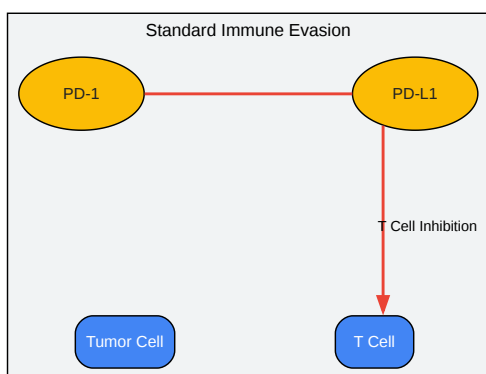 Standard Immune Evasion
PD-1
PD-L1
T Cell Inhibition
Tumor Cell
T Cell